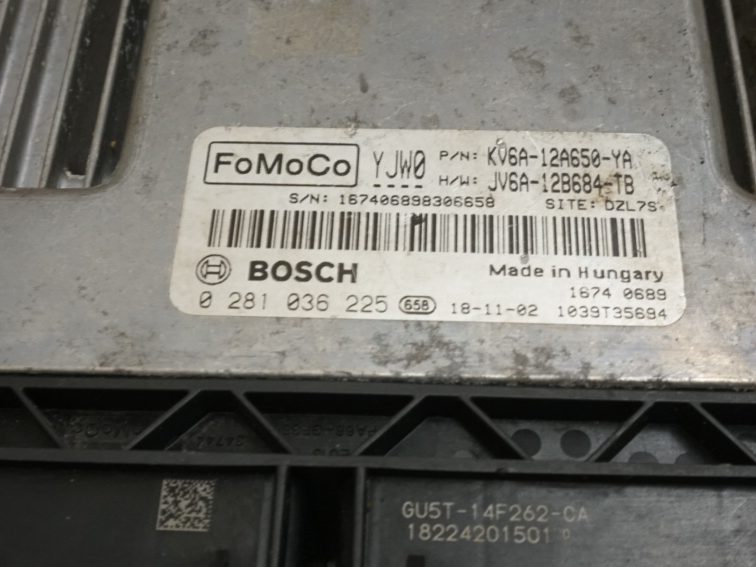 FoMoCo YJW0 P/N: KV6A-12A650-YA
H/W: JV6A-12B684-TB
S/N: 167406898306658 SITE: DZL7S
BOSCH Made in Hungary
1674 0689
0 281 036 225 658 18-11-02 1039T35694
GU5T-14F262-CA
18224201501